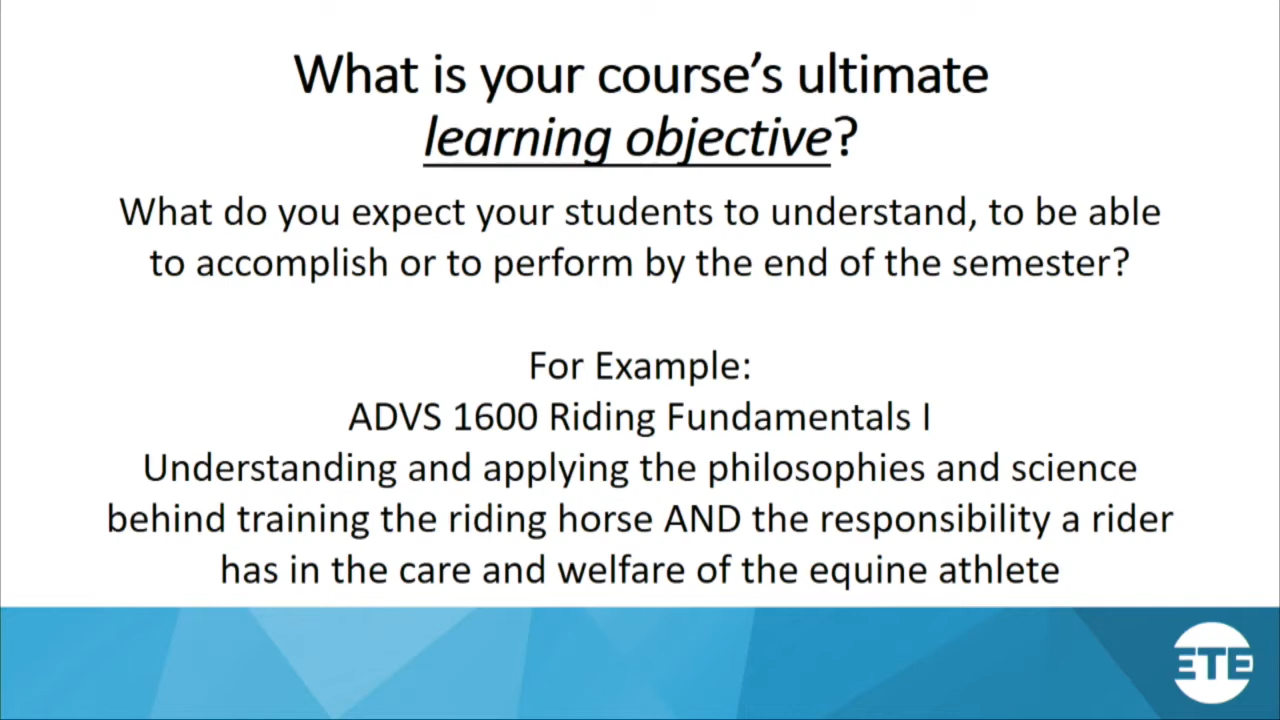 What is your course’s ultimate
learning objective?
What do you expect your students to understand, to be able
to accomplish or to perform by the end of the semester?
For Example:
ADVS 1600 Riding Fundamentals I
Understanding and applying the philosophies and science
behind training the riding horse AND the responsibility a rider
has in the care and welfare of the equine athlete
ETE